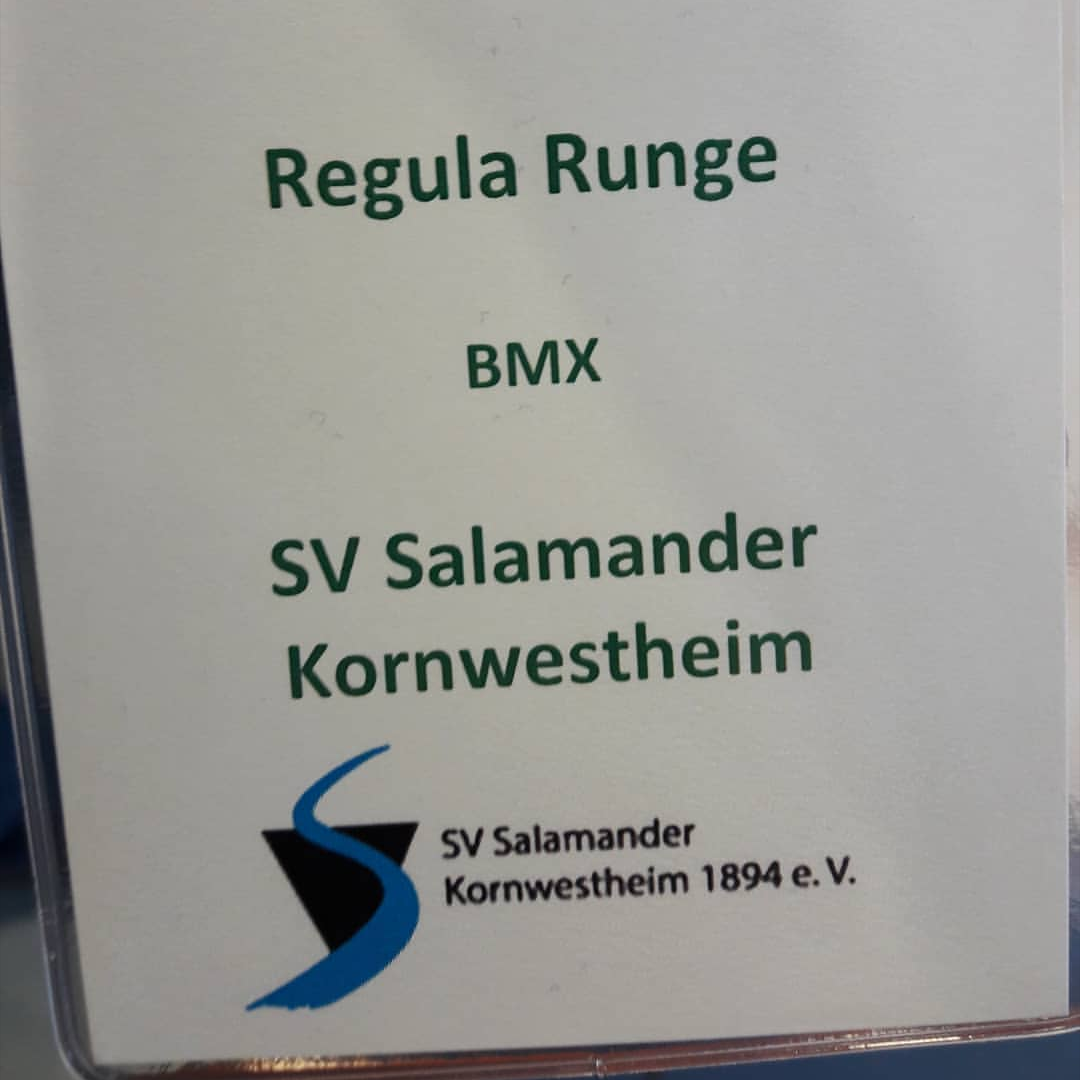 Regula Runge
BMX
SV Salamander
Kornwestheim
SV Salamander
Kornwestheim 1894 e. V.